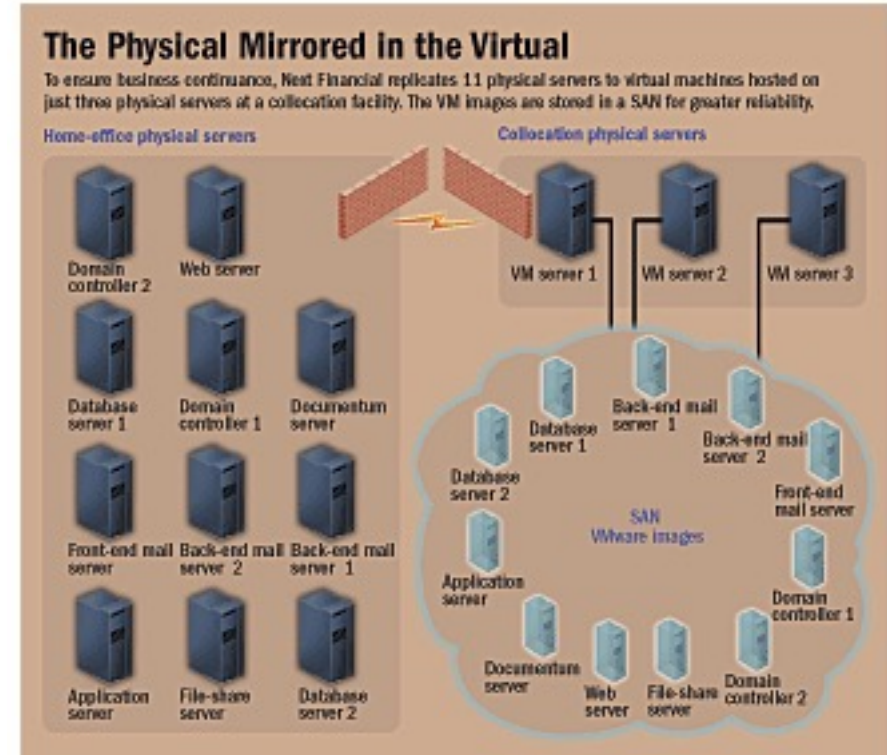 The Physical Mirrored in the Virtual
To ensure business continuance, Next Financial replicates 11 physical servers to virtual machines hosted on
just three physical servers at a collocation facility. The VM images are stored in a SAN for greater reliability.
Home-office physical servers
Collocation physical servers
Domain
controller 2
Web server
VM server 1
VM server 2
VM server 3
Database
server 1
Domain
controller 1
Documentum
server
Front-end mail
server
Back-end mail
server 2
Back-end mail
server 1
Application
server
File-share
server
Database
server 2
Back-end mail
server 1
Database
server 1
Back-end mail
server 2
Database
server 2
Front-end
mail server
SAN
VMware images
Application
server
Domain
controller 1
Documentum
server
Web
server
File-share
server
Domain
controller 2